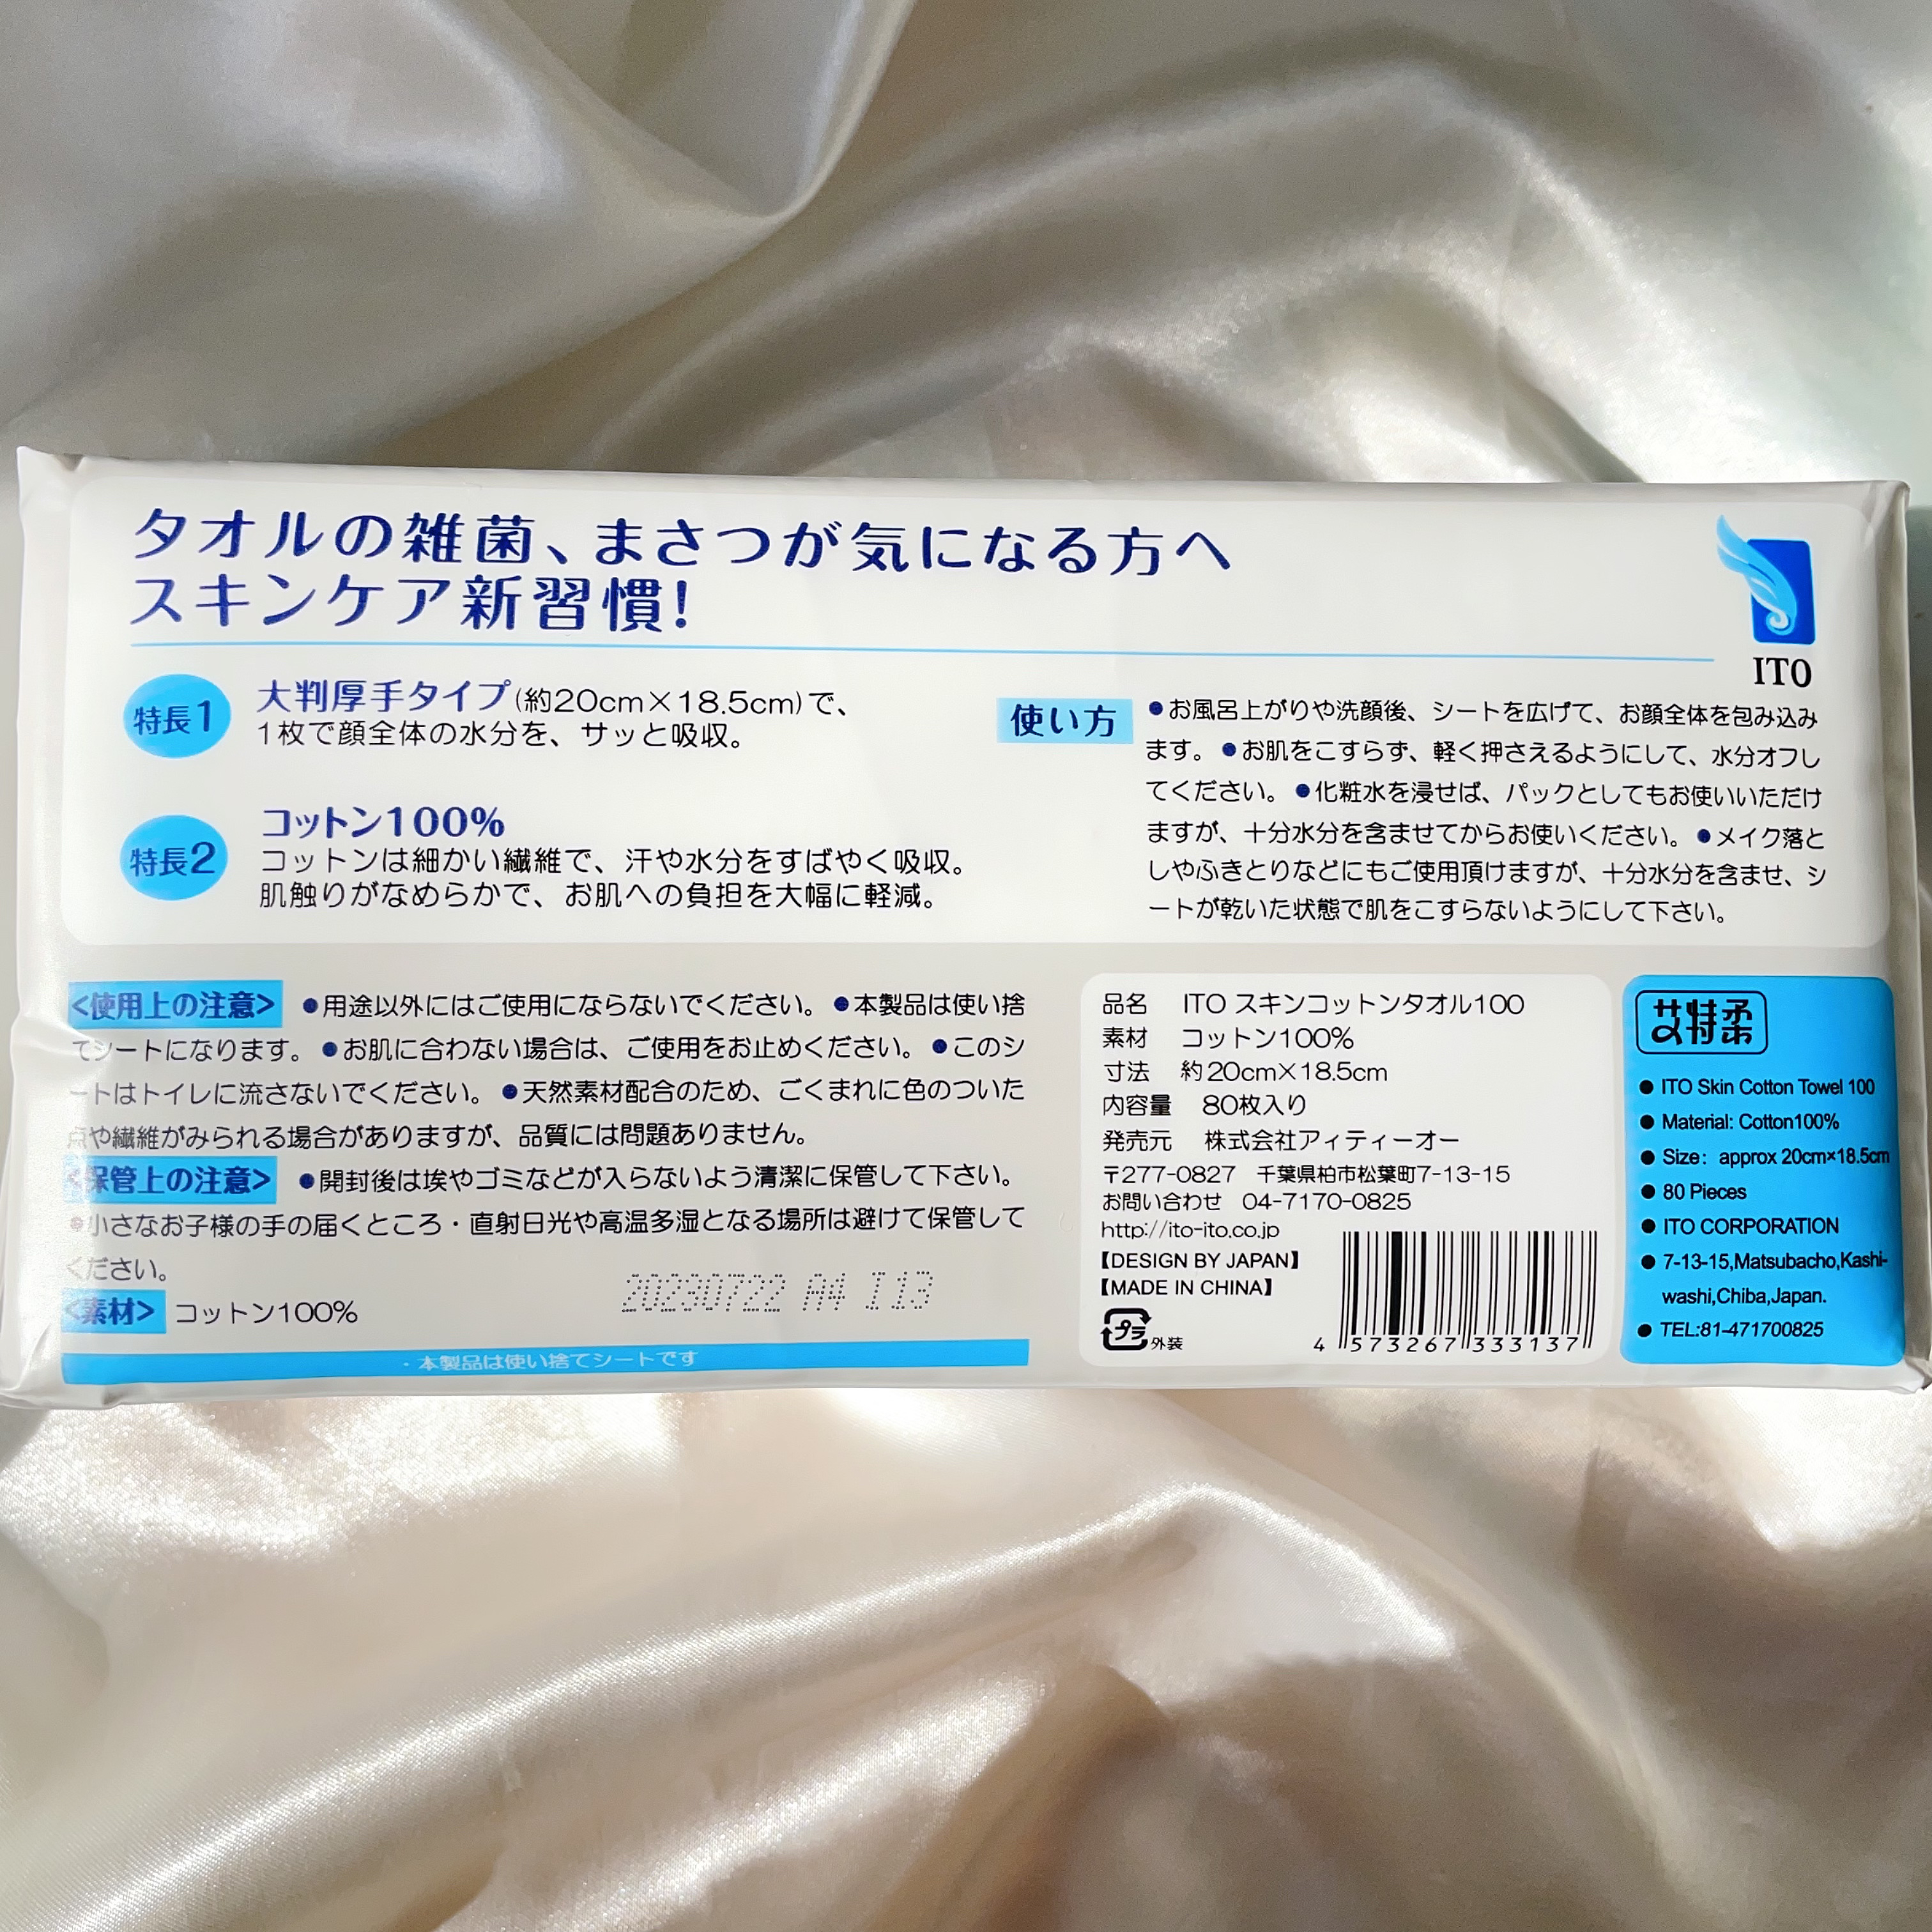 タオルの雑菌、まさつが気になる方へ
スキンケア新習慣!
ITO
特長1
大判厚手タイプ(約20cm×18.5cm)で、
1枚で顔全体の水分を、サッと吸収。
特長2
コットン100%
コットンは細かい繊維で、汗や水分をすばやく吸収。
肌触りがなめらかで、お肌への負担を大幅に軽減。
使い方
●お風呂上がりや洗顔後、シートを広げて、お顔全体を包み込み
ます。●お肌をこすらず、軽く押さえるようにして、水分オフし
てください。●化粧水を浸せば、パックとしてもお使いいただけ
ますが、十分水分を含ませてからお使いください。●メイク落と
しやふきとりなどにもご使用頂けますが、十分水分を含ませ、シ
ートが乾いた状態で肌をこすらないようにして下さい。
<使用上の注意> ●用途以外にはご使用にならないでください。●本製品は使い捨
てシートになります。●お肌に合わない場合は、ご使用をお止めください。●このシ
ートはトイレに流さないでください。●天然素材配合のため、ごくまれに色のついた
点や繊維がみられる場合がありますが、品質には問題ありません。
<保管上の注意> ●開封後は埃やゴミなどが入らないよう清潔に保管して下さい。
●小さなお子様の手の届くところ・直射日光や高温多湿となる場所は避けて保管して
ください。
<素材> コットン100%
20230722 A4 I13
・本製品は使い捨てシートです
品名 ITO スキンコットンタオル100
素材 コットン100%
寸法 約20cm×18.5cm
内容量 80枚入り
発売元 株式会社アイティーオー
〒277-0827 千葉県柏市松葉町7-13-15
お問い合わせ 04-7170-0825
http://ito-ito.co.jp
【DESIGN BY JAPAN】
【MADE IN CHINA】
プラ 外装
4 573267 333137
艾特柔
● ITO Skin Cotton Towel 100
● Material: Cotton100%
● Size: approx 20cm×18.5cm
● 80 Pieces
● ITO CORPORATION
● 7-13-15,Matsubacho,Kashi-
washi,Chiba,Japan.
● TEL:81-471700825